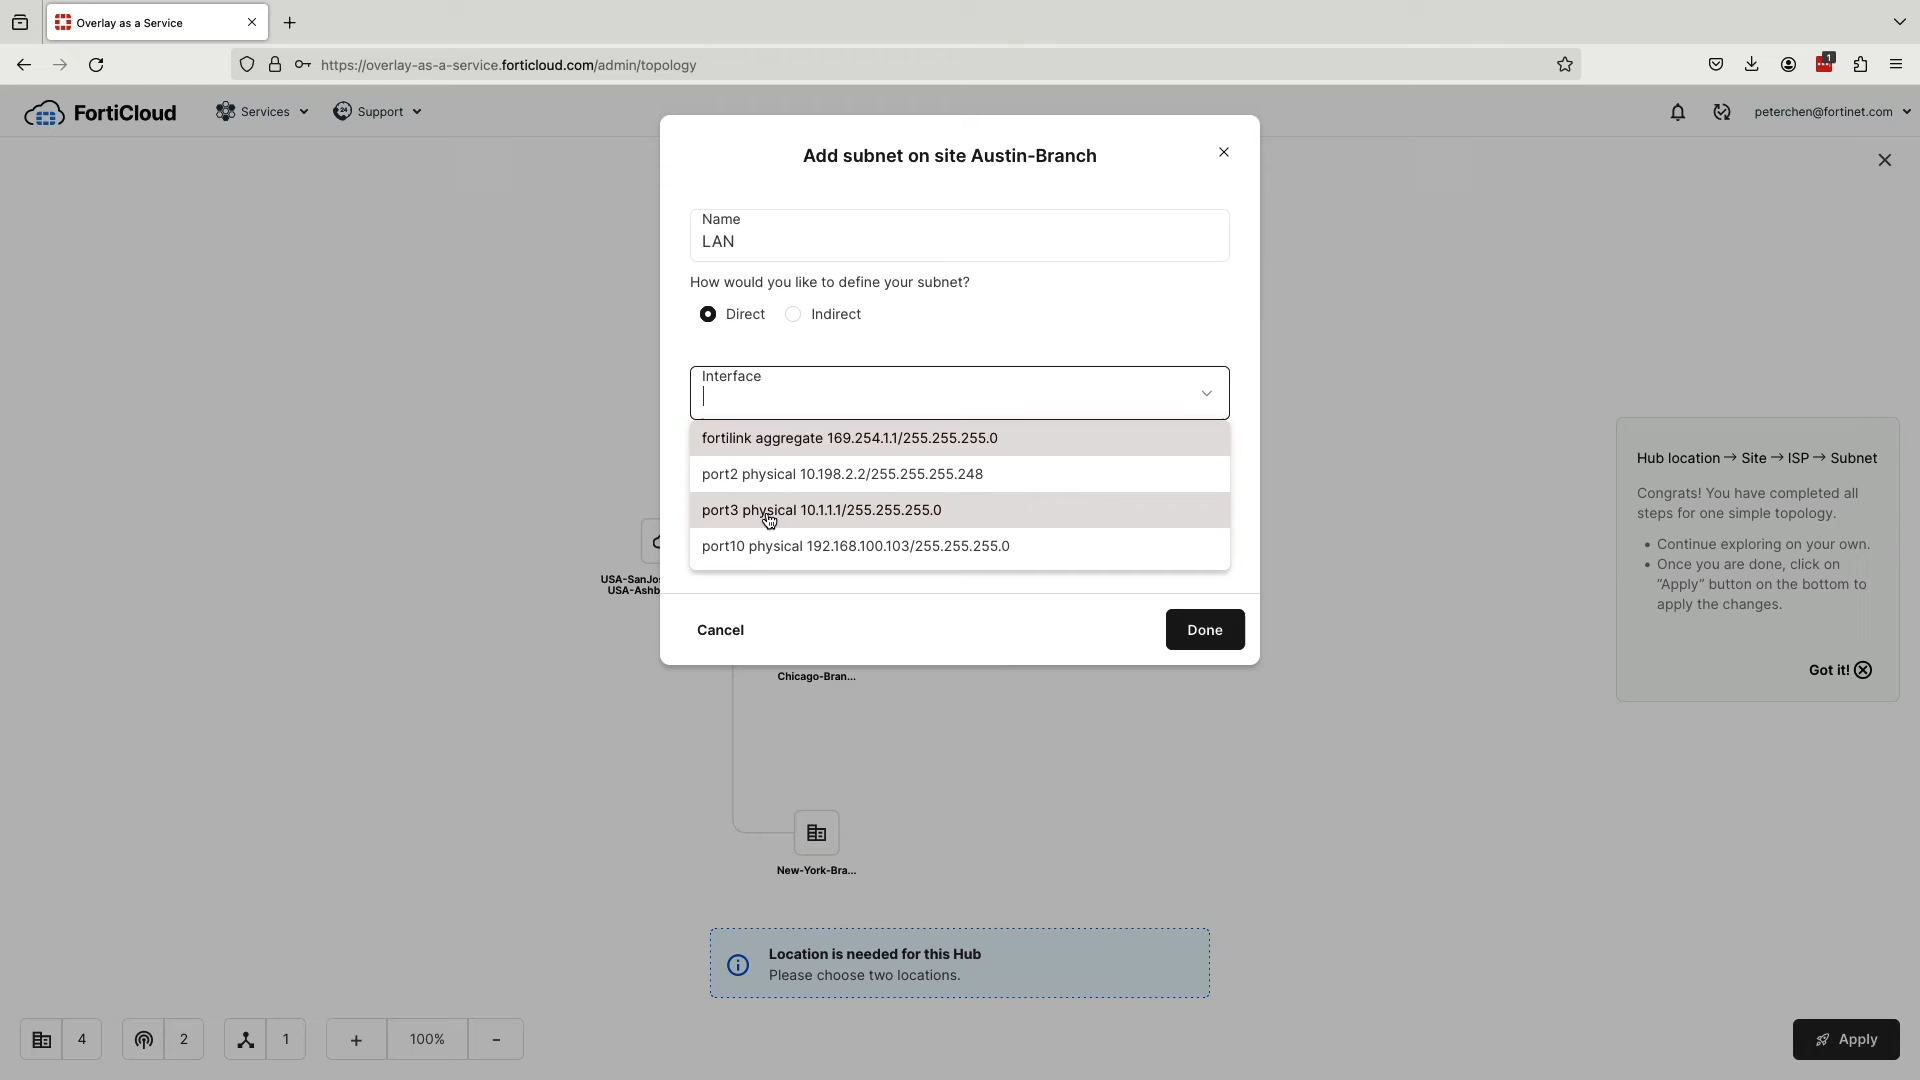 Overlay as a Service
https://overlay-as-a-service.forticloud.com/admin/topology
1
FortiCloud
Services
24
Support
peterchen@fortinet.com
Add subnet on site Austin-Branch
Name
LAN
How would you like to define your subnet?
Direct
Indirect
Interface
fortilink aggregate 169.254.1.1/255.255.255.0
port2 physical 10.198.2.2/255.255.255.248
port3 physical 10.1.1.1/255.255.255.0
port10 physical 192.168.100.103/255.255.255.0
Cancel
Done
Hub location → Site → ISP → Subnet
Congrats! You have completed all
steps for one simple topology.
• Continue exploring on your own.
• Once you are done, click on
“Apply” button on the bottom to
apply the changes.
Got it!
USA-SanJos
USA-Ashb
Chicago-Bran...
New-York-Bra...
Location is needed for this Hub
Please choose two locations.
4
2
1
+
100%
-
Apply